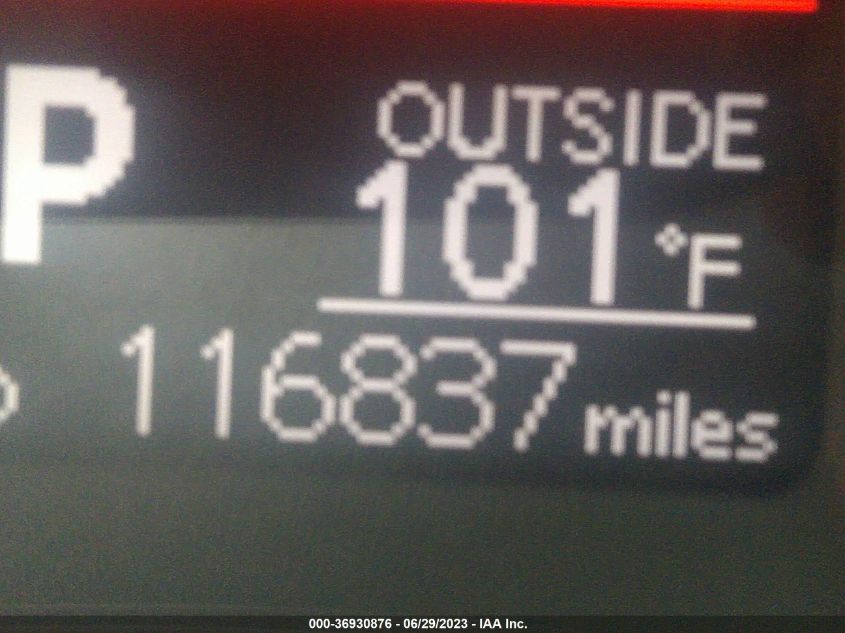 P
OUTSIDE
101 °F
116837 miles
000-36930876 - 06/29/2023 - IAA Inc.